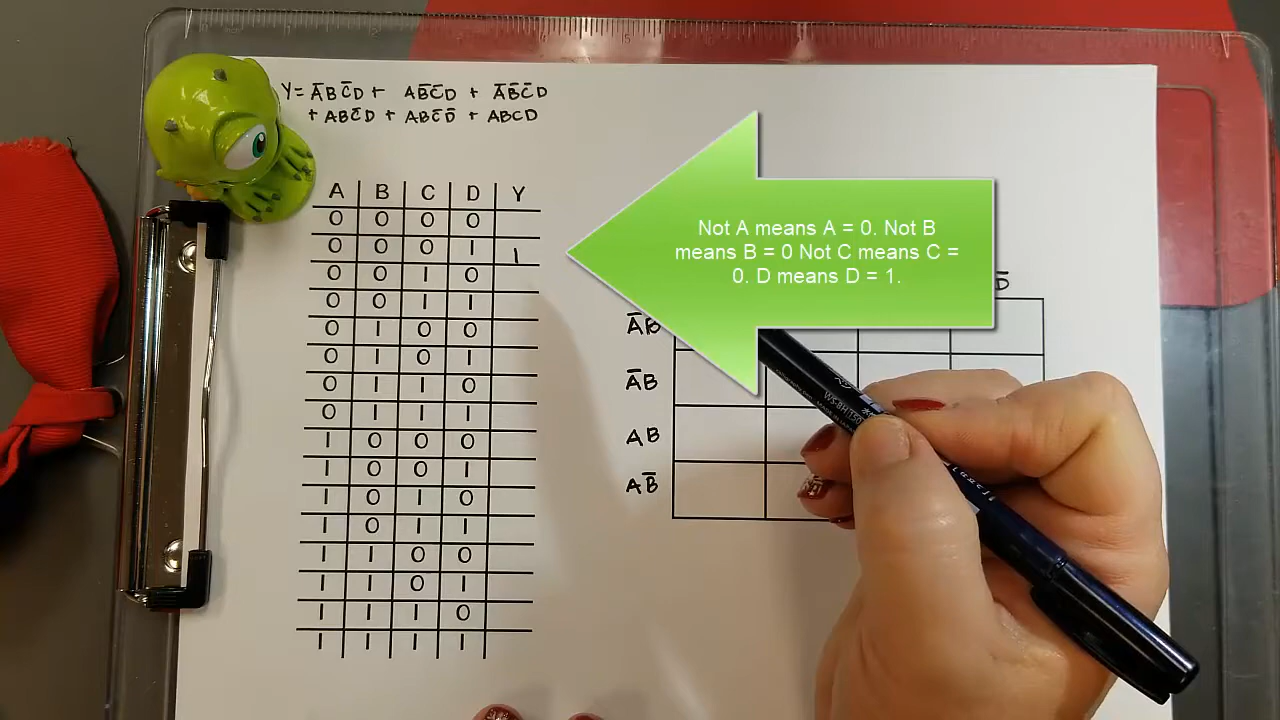 Y = A̅BC̅D + AB̅C̅D + A̅B̅C̅D
+ ABC̅D + ABC̅D̅ + ABCD
A B C D Y
0 0 0 0
0 0 0 1 1
0 0 1 0
0 0 1 1
0 1 0 0
0 1 0 1
0 1 1 0
0 1 1 1
1 0 0 0
1 0 0 1
1 0 1 0
1 0 1 1
1 1 0 0
1 1 0 1
1 1 1 0
1 1 1 1
Not A means A = 0. Not B
means B = 0 Not C means C =
0. D means D = 1.
D̅
A̅B̅
A̅B
AB
AB̅